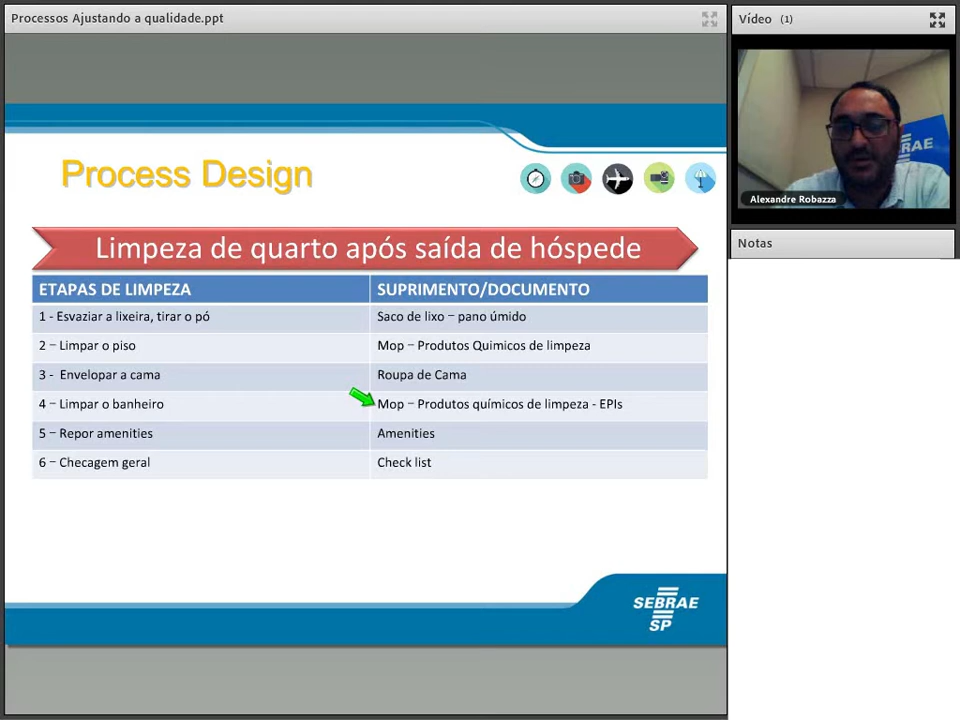 Processos Ajustando a qualidade.ppt
Vídeo (1)
RAE
Alexandre Robazza
Notas
Process Design
Limpeza de quarto após saída de hóspede
ETAPAS DE LIMPEZA
SUPRIMENTO/DOCUMENTO
1 - Esvaziar a lixeira, tirar o pó
Saco de lixo – pano úmido
2 – Limpar o piso
Mop – Produtos Quimicos de limpeza
3 - Envelopar a cama
Roupa de Cama
4 – Limpar o banheiro
Mop – Produtos químicos de limpeza - EPIs
5 – Repor amenities
Amenities
6 – Checagem geral
Check list
SEBRAE
SP